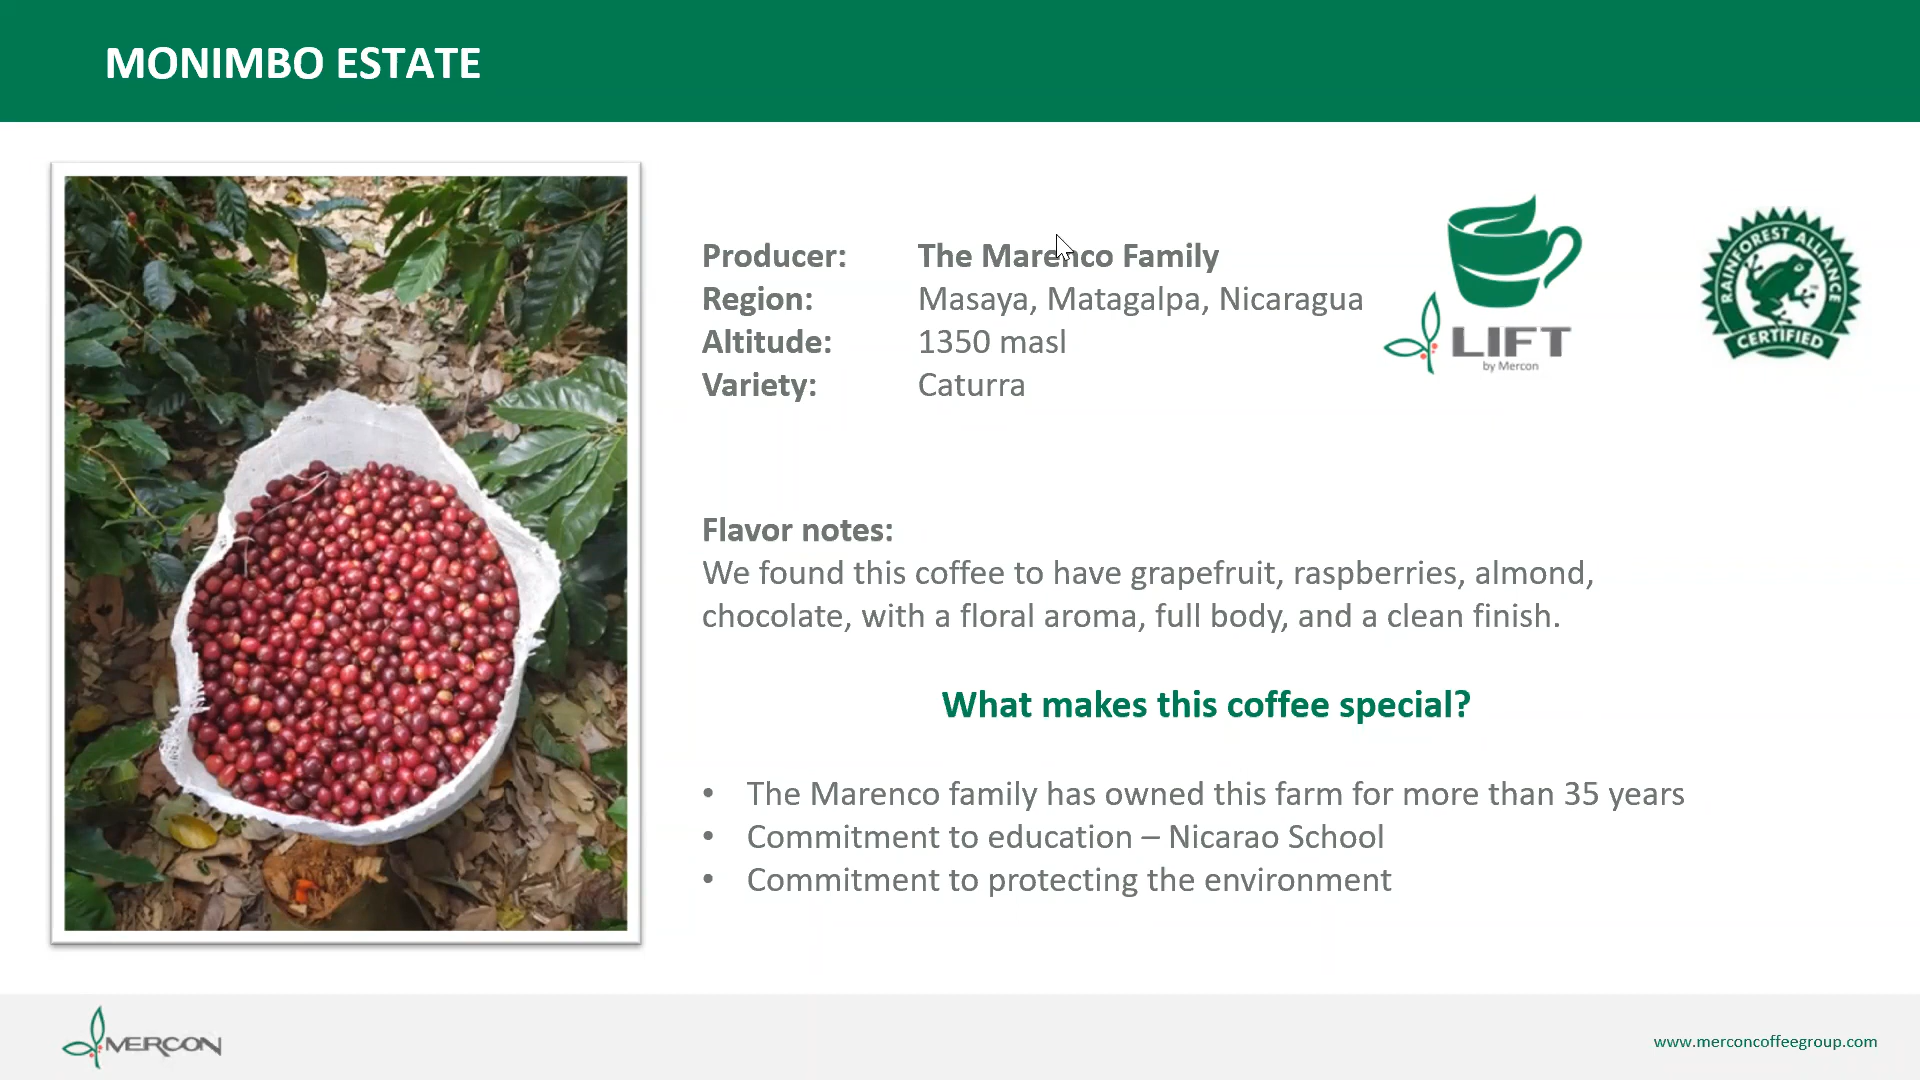 MONIMBO ESTATE
Producer: The Marenco Family
Region: Masaya, Matagalpa, Nicaragua
Altitude: 1350 masl
Variety: Caturra
LIFT
by Mercon
RAINFOREST ALLIANCE
CERTIFIED
Flavor notes:
We found this coffee to have grapefruit, raspberries, almond,
chocolate, with a floral aroma, full body, and a clean finish.
What makes this coffee special?
• The Marenco family has owned this farm for more than 35 years
• Commitment to education – Nicarao School
• Commitment to protecting the environment
MERCON
www.merconcoffeegroup.com